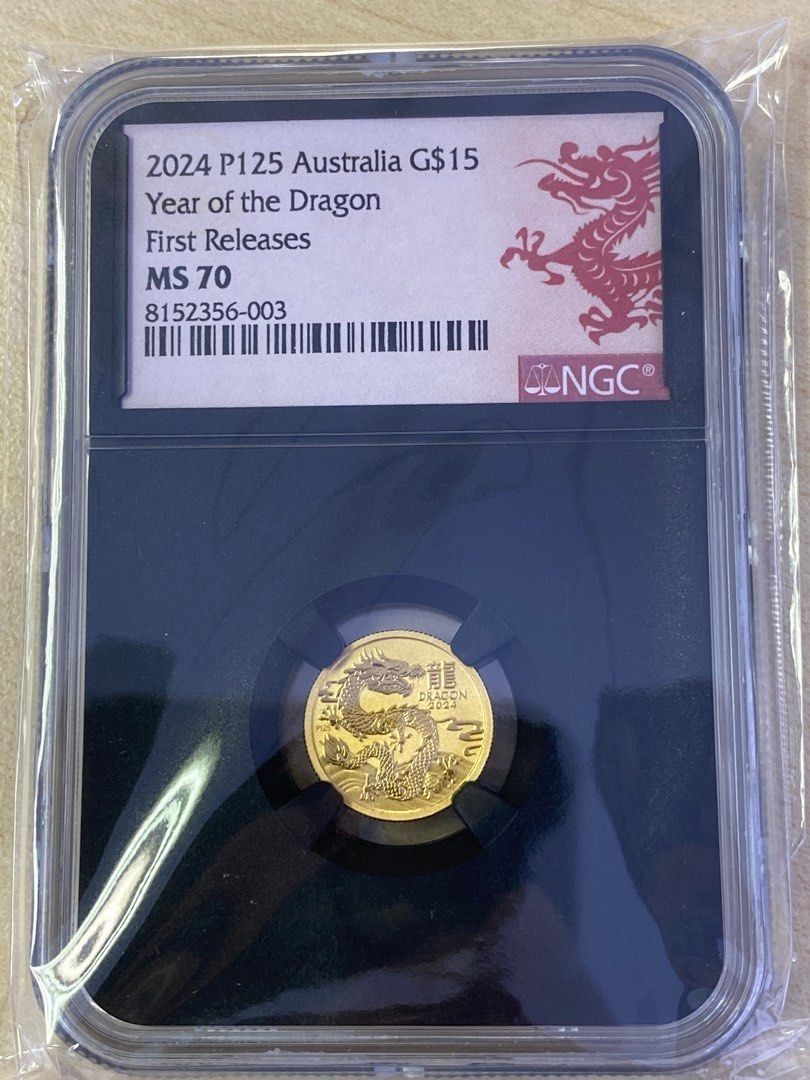 2024 P125 Australia G$15
Year of the Dragon
First Releases
MS 70
8152356-003
NGC®
龍
DRAGON
2024